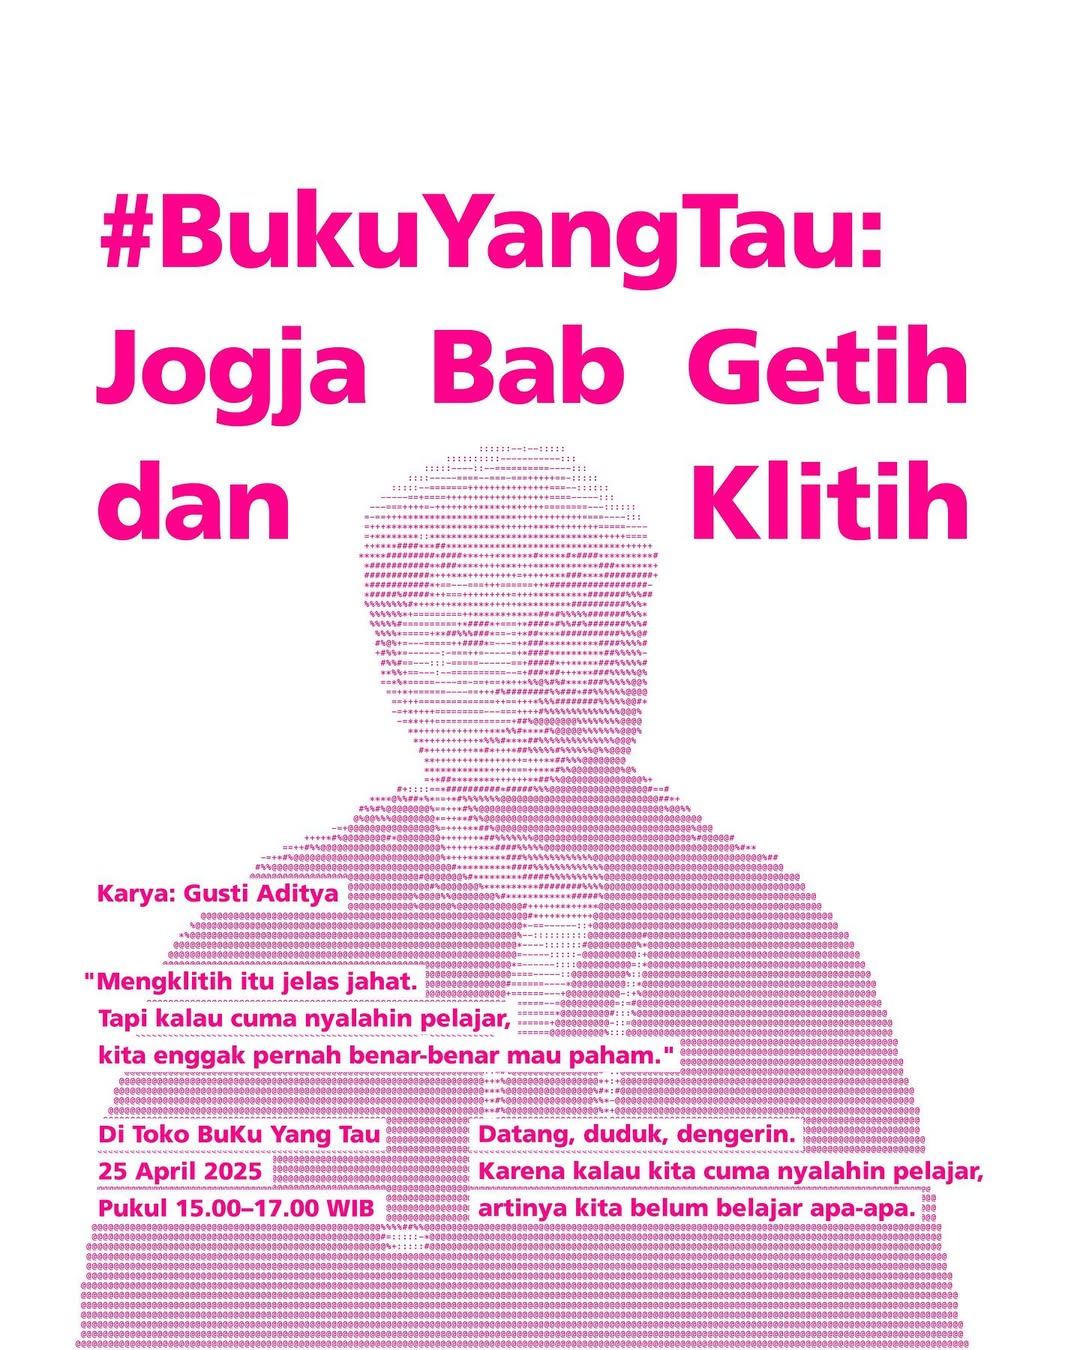 #BukuYangTau:
Jogja Bab Getih
dan Klitih
Karya: Gusti Aditya
"Mengklitih itu jelas jahat.
Tapi kalau cuma nyalahin pelajar,
kita enggak pernah benar-benar mau paham."
Di Toko BuKu Yang Tau
25 April 2025
Pukul 15.00–17.00 WIB
Datang, duduk, dengerin.
Karena kalau kita cuma nyalahin pelajar,
artinya kita belum belajar apa-apa.